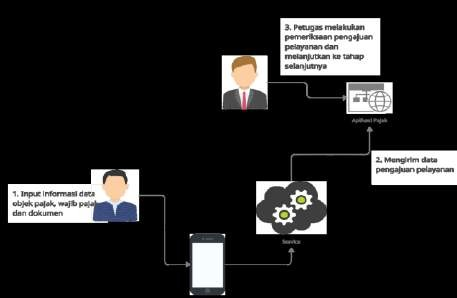 3. Petugas melakukan
pemeriksaan pengajuan
pelayanan dan
melanjutkan ke tahap
selanjutnya
Aplikasi Pajak
2. Mengirim data
pengajuan pelayanan
1. Input informasi data
objek pajak, wajib pajak
dan dokumen
Service